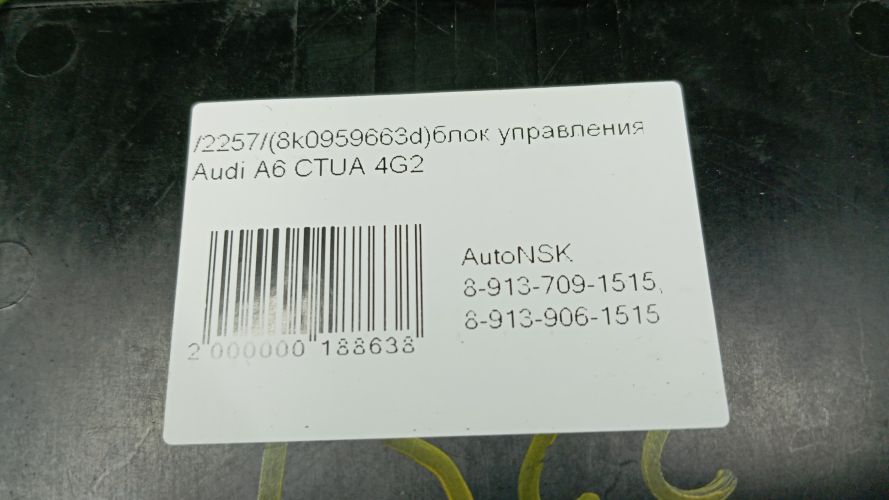 /2257/(8k0959663d)блок управления
Audi A6 CTUA 4G2
AutoNSK
8-913-709-1515,
8-913-906-1515
2 000000 188638